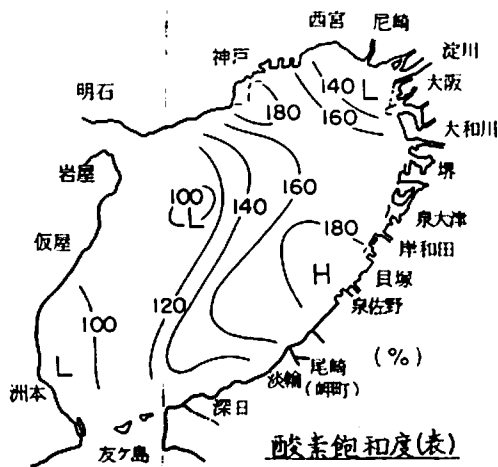 西宮
尼崎
淀川
神戸
大阪
140
L
明石
180
160
大和川
堺
岩屋
100
L
140
160
泉大津
仮屋
180
岸和田
H
貝塚
泉佐野
100
120
L
尾崎
(岬町)
(%)
淡輪
洲本
深日
友ケ島
酸素飽和度(表)